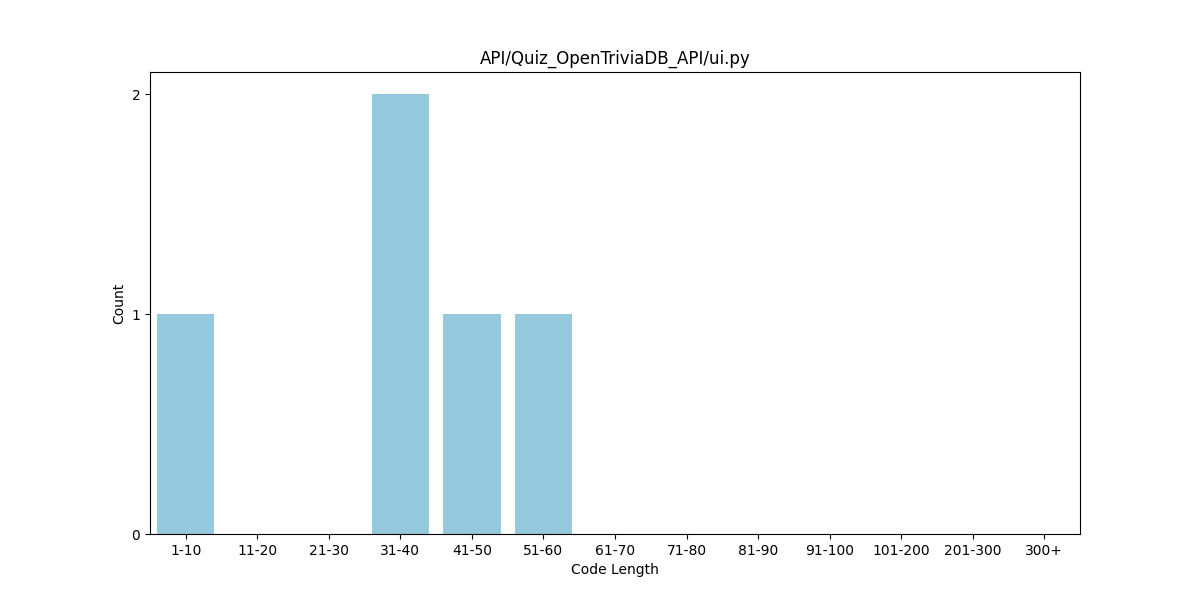 API/Quiz_OpenTriviaDB_API/ui.py
2
1
0
Count
1-10 11-20 21-30 31-40 41-50 51-60 61-70 71-80 81-90 91-100 101-200 201-300 300+
Code Length